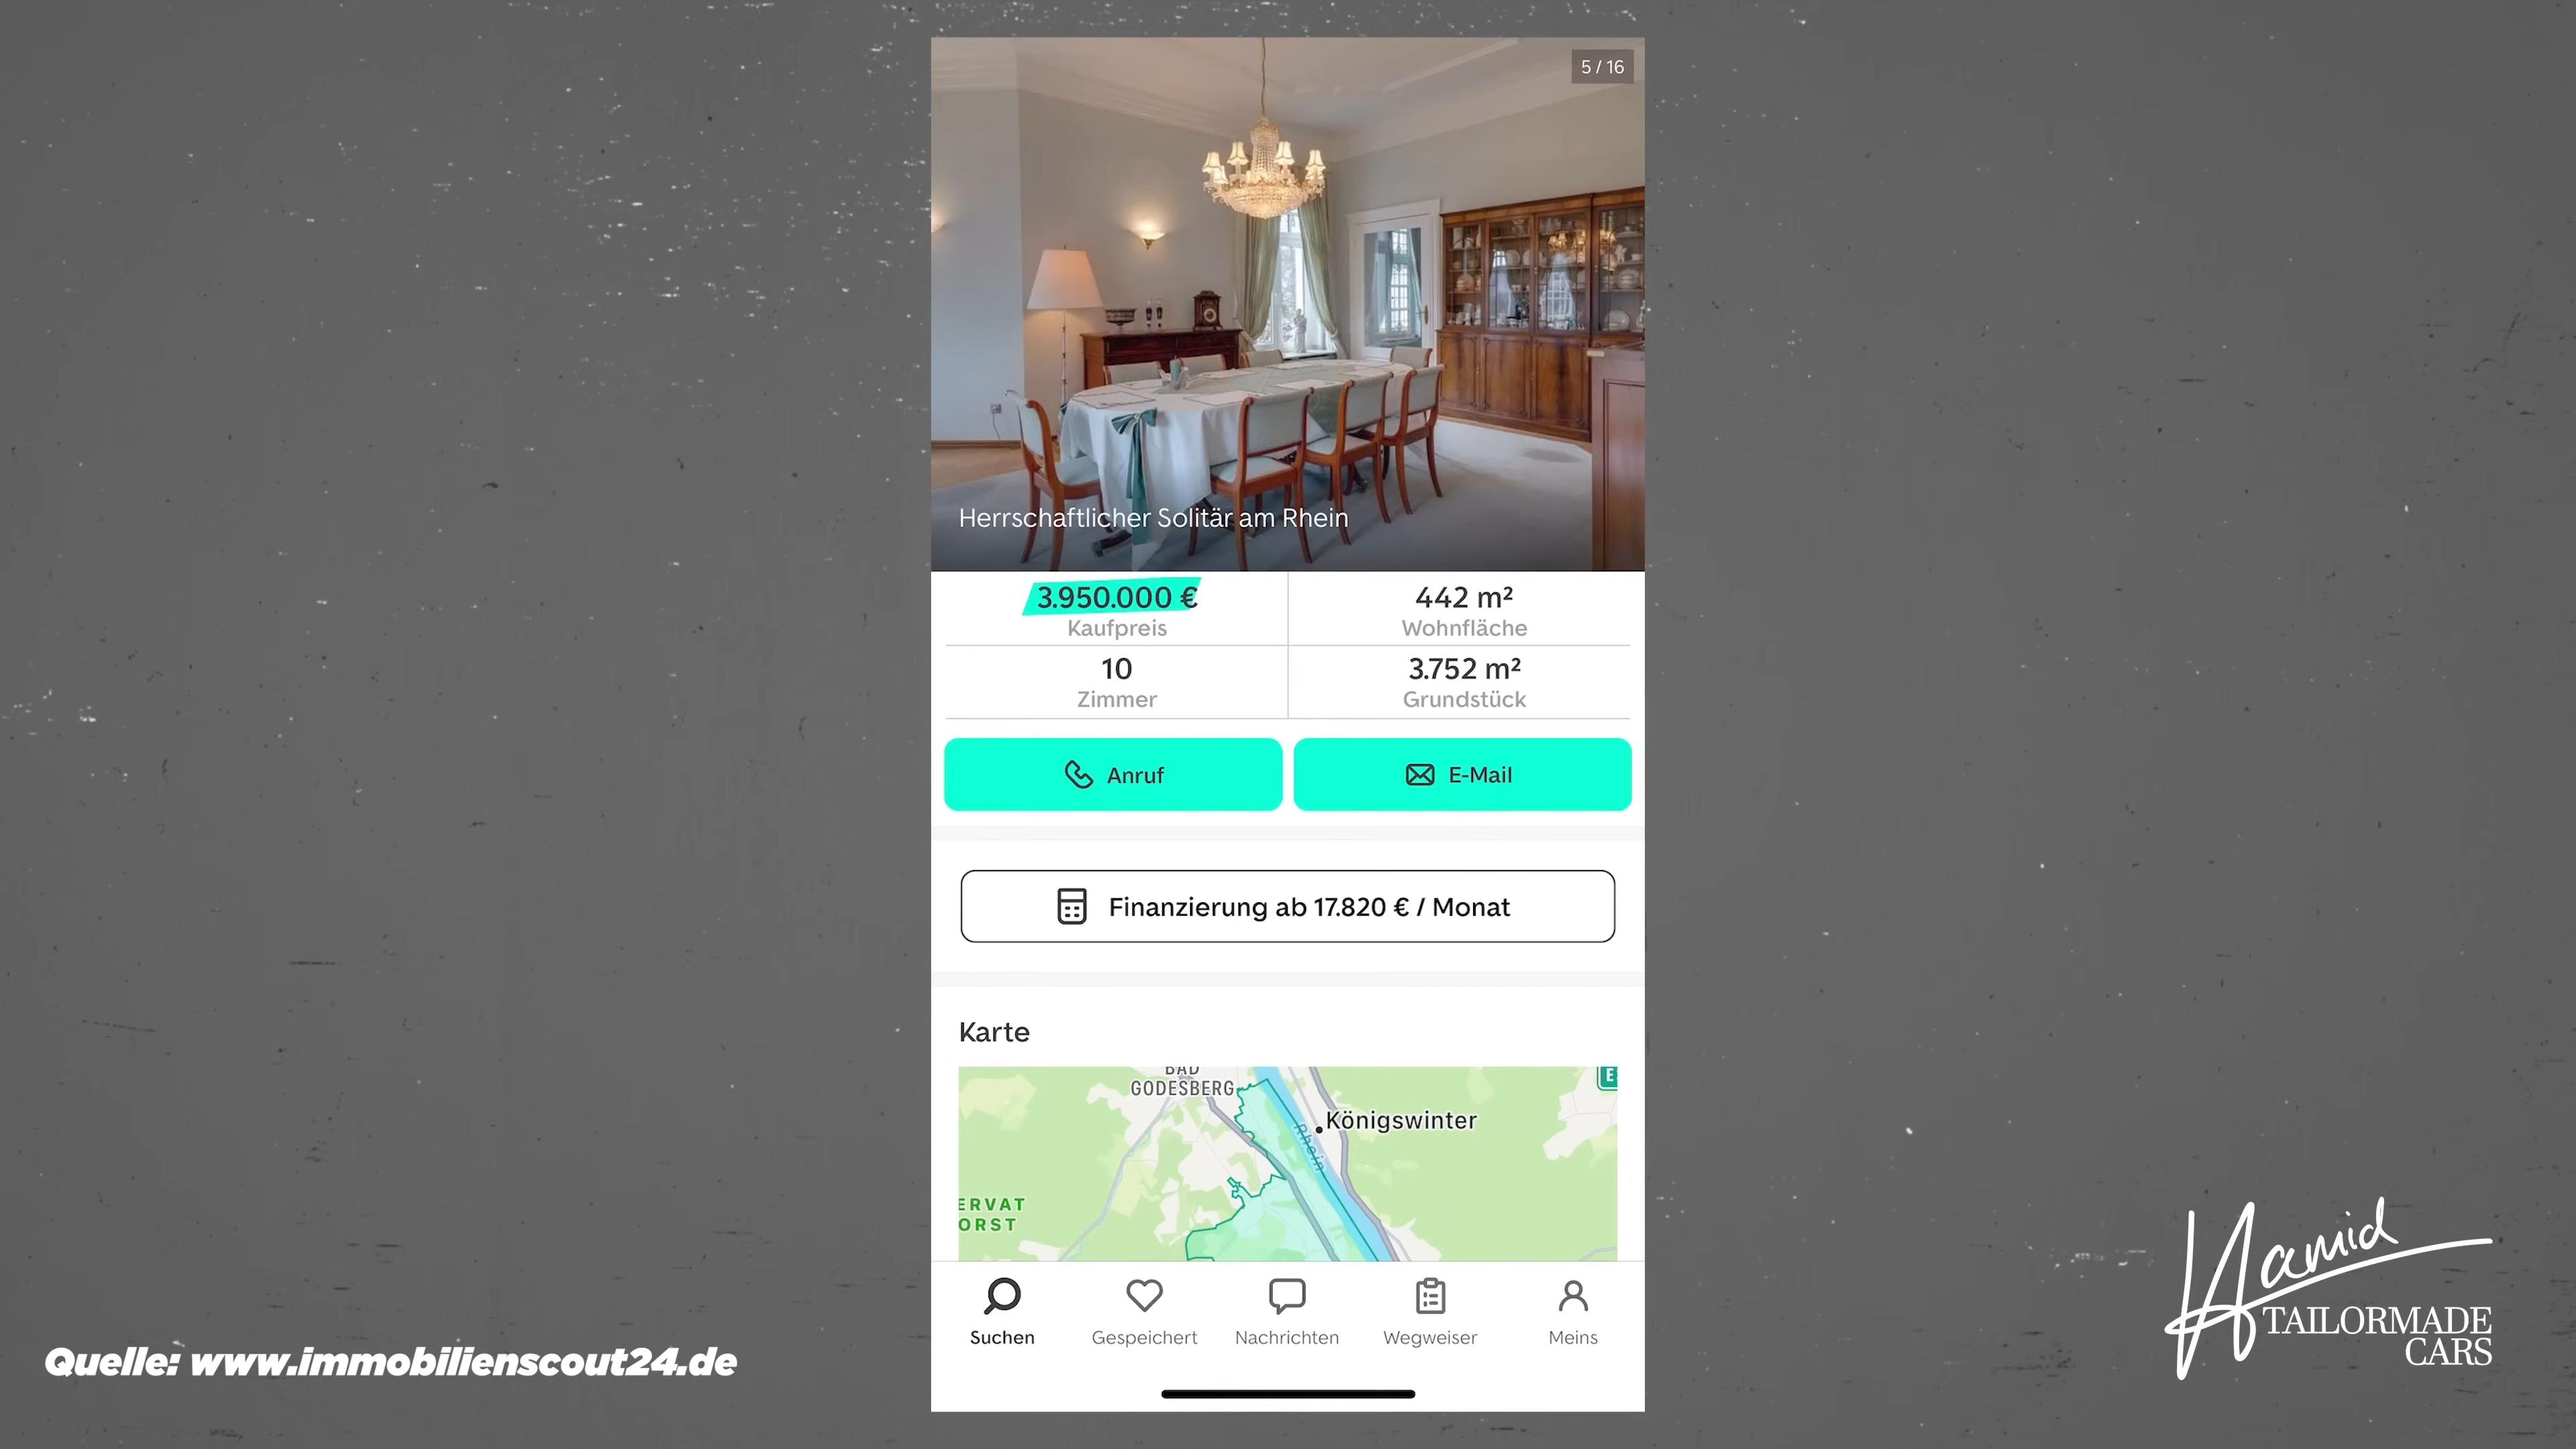 5 / 16
Herrschaftlicher Solitär am Rhein
3.950.000 €
Kaufpreis
442 m²
Wohnfläche
10
Zimmer
3.752 m²
Grundstück
Anruf
E-Mail
Finanzierung ab 17.820 € / Monat
Karte
BAD
GODESBERG
E
Königswinter
Rhein
ERVAT
ORST
Suchen
Gespeichert
Nachrichten
Wegweiser
Meins
Quelle: www.immobilienscout24.de
Hamid
TAILORMADE
CARS